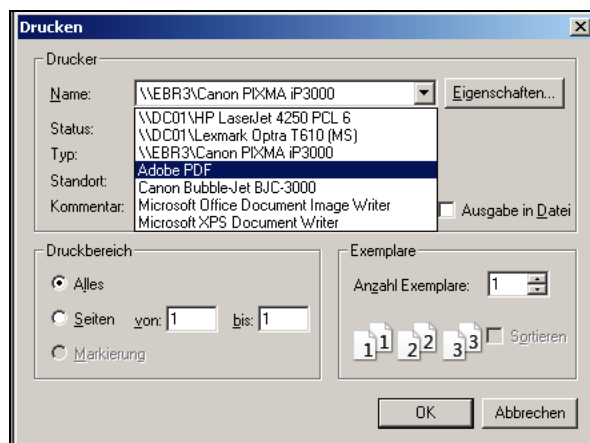 Drucken
Drucker
Name: \\EBR3\Canon PIXMA iP3000 Eigenschaften...
\\DC01\HP LaserJet 4250 PCL 6
Status:
\\DC01\Lexmark Optra T610 (MS)
Typ:
\\EBR3\Canon PIXMA iP3000
Adobe PDF
Standort:
Canon Bubble-Jet BJC-3000
Kommentar: Microsoft Office Document Image Writer Ausgabe in Datei
Microsoft XPS Document Writer
Druckbereich
Alles
Seiten von: 1 bis: 1
Markierung
Exemplare
Anzahl Exemplare: 1
1 1 2 2 3 3 Sortieren
OK Abbrechen